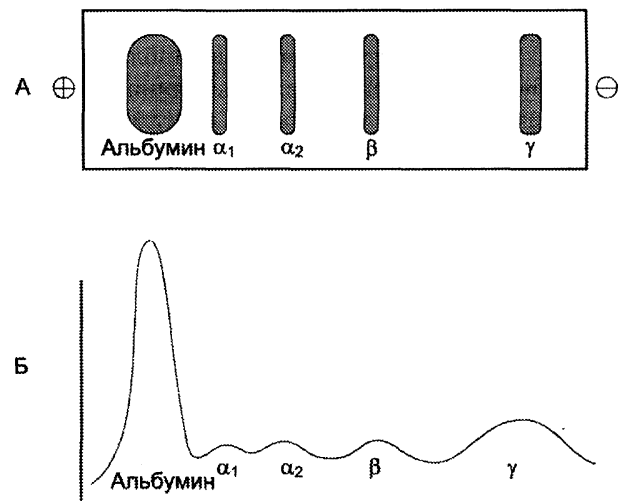 А ⊕ ⊖
Альбумин α₁ α₂ β γ
Б
Альбумин α₁ α₂ β γ